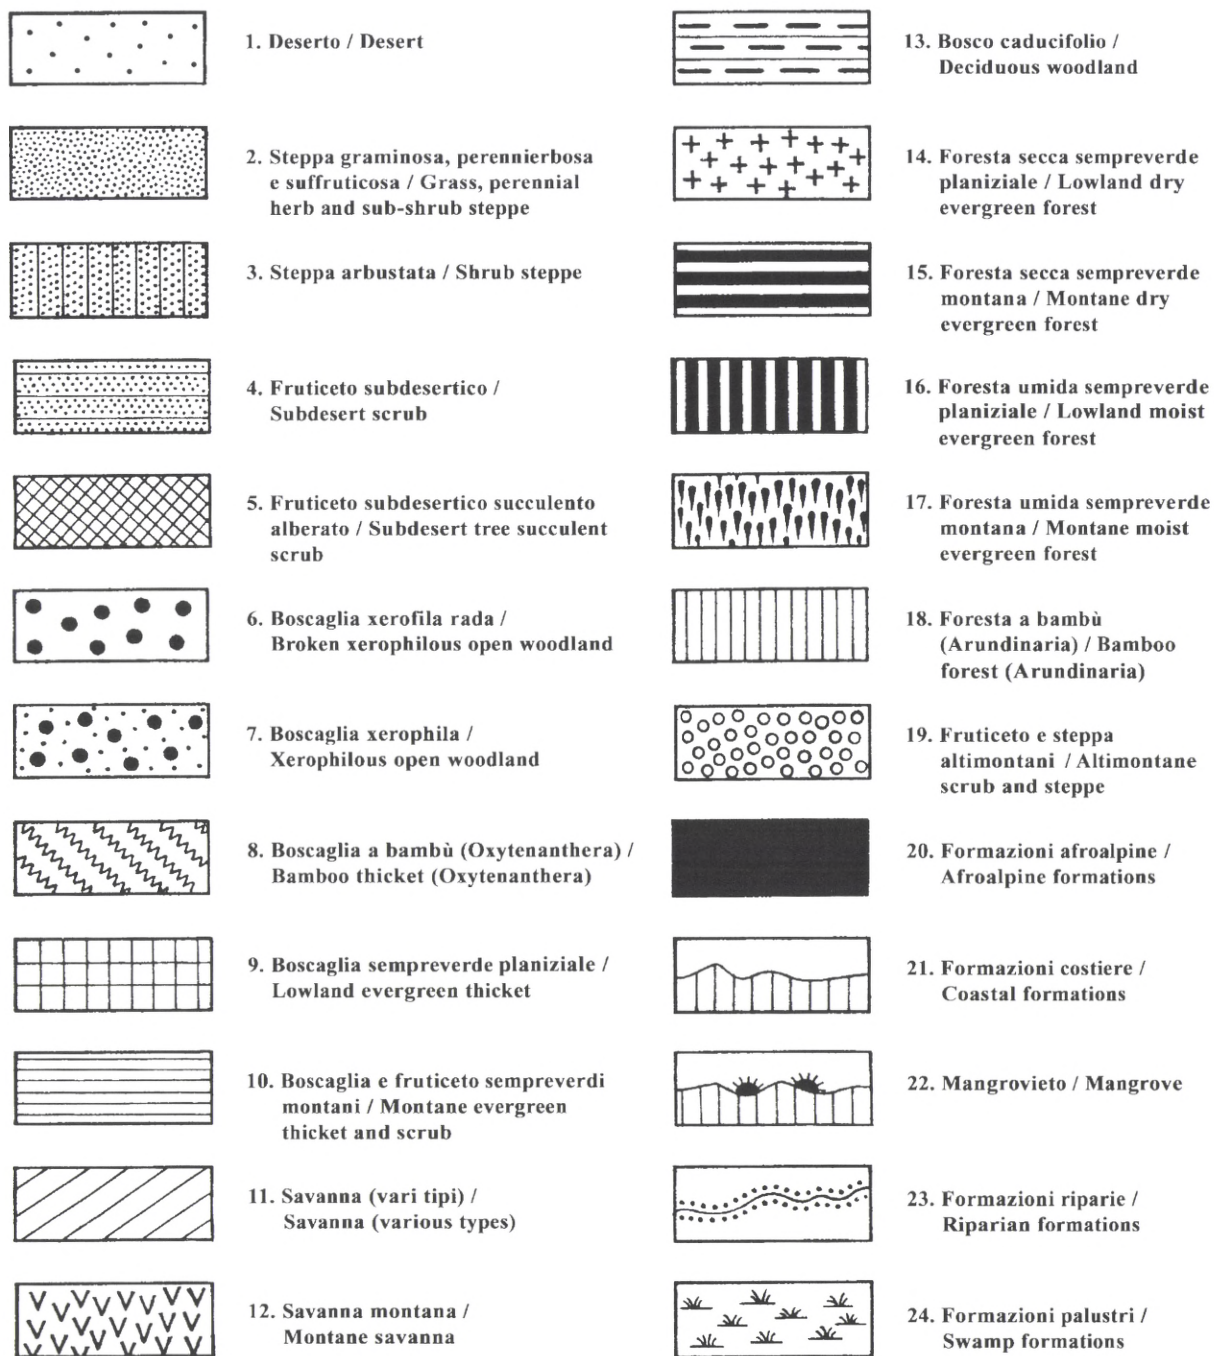 1. Deserto / Desert
2. Steppa graminosa, perennierbosa
e suffruticosa / Grass, perennial
herb and sub-shrub steppe
3. Steppa arbustata / Shrub steppe
4. Fruticeto subdesertico /
Subdesert scrub
5. Fruticeto subdesertico succulento
alberato / Subdesert tree succulent
scrub
6. Boscaglia xerofila rada /
Broken xerophilous open woodland
7. Boscaglia xerophila /
Xerophilous open woodland
8. Boscaglia a bambù (Oxytenanthera) /
Bamboo thicket (Oxytenanthera)
9. Boscaglia sempreverde planiziale /
Lowland evergreen thicket
10. Boscaglia e fruticeto sempreverdi
montani / Montane evergreen
thicket and scrub
11. Savanna (vari tipi) /
Savanna (various types)
12. Savanna montana /
Montane savanna
13. Bosco caducifolio /
Deciduous woodland
14. Foresta secca sempreverde
planiziale / Lowland dry
evergreen forest
15. Foresta secca sempreverde
montana / Montane dry
evergreen forest
16. Foresta umida sempreverde
planiziale / Lowland moist
evergreen forest
17. Foresta umida sempreverde
montana / Montane moist
evergreen forest
18. Foresta a bambù
(Arundinaria) / Bamboo
forest (Arundinaria)
19. Fruticeto e steppa
altimontani / Altimontane
scrub and steppe
20. Formazioni afroalpine /
Afroalpine formations
21. Formazioni costiere /
Coastal formations
22. Mangrovieto / Mangrove
23. Formazioni riparie /
Riparian formations
24. Formazioni palustri /
Swamp formations